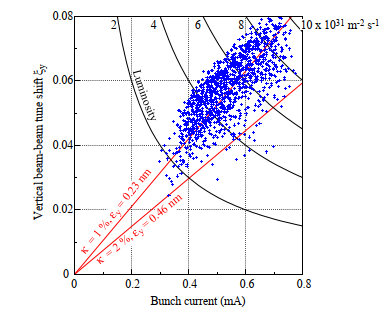 0.08
2
4
6
8
10 x 10³¹ m⁻² s⁻¹
Luminosity
0.06
Vertical beam-beam tune shift ξy
0.04
0.02
κ = 1 %, εy = 0.23 nm
κ = 2 %, εy = 0.46 nm
0
0
0.2
0.4
0.6
0.8
Bunch current (mA)